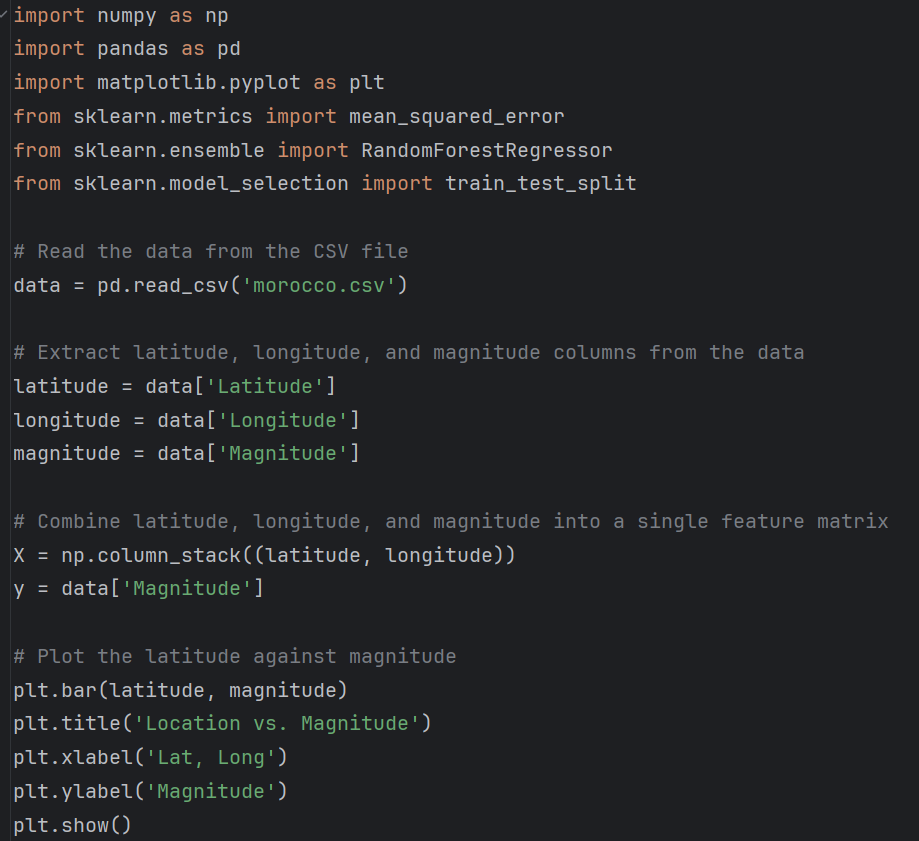 import numpy as np
import pandas as pd
import matplotlib.pyplot as plt
from sklearn.metrics import mean_squared_error
from sklearn.ensemble import RandomForestRegressor
from sklearn.model_selection import train_test_split
# Read the data from the CSV file
data = pd.read_csv('morocco.csv')
# Extract latitude, longitude, and magnitude columns from the data
latitude = data['Latitude']
longitude = data['Longitude']
magnitude = data['Magnitude']
# Combine latitude, longitude, and magnitude into a single feature matrix
X = np.column_stack((latitude, longitude))
y = data['Magnitude']
# Plot the latitude against magnitude
plt.bar(latitude, magnitude)
plt.title('Location vs. Magnitude')
plt.xlabel('Lat, Long')
plt.ylabel('Magnitude')
plt.show()